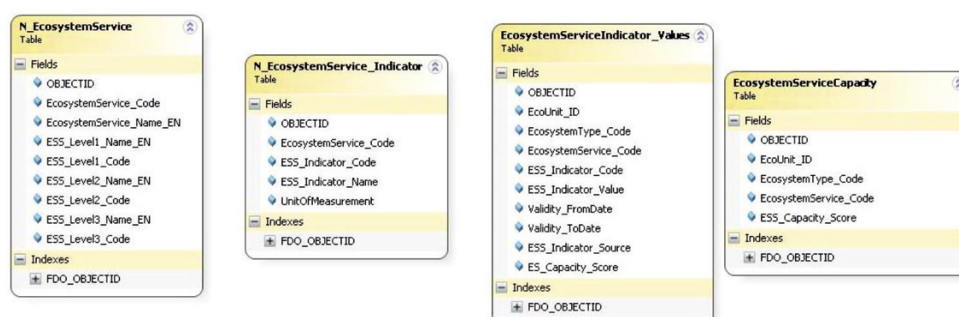 N_EcosystemService
Table
Fields
OBJECTID
EcosystemService_Code
EcosystemService_Name_EN
ESS_Level1_Name_EN
ESS_Level1_Code
ESS_Level2_Name_EN
ESS_Level2_Code
ESS_Level3_Name_EN
ESS_Level3_Code
Indexes
FDO_OBJECTID
N_EcosystemService_Indicator
Table
Fields
OBJECTID
EcosystemService_Code
ESS_Indicator_Code
ESS_Indicator_Name
UnitOfMeasurement
Indexes
FDO_OBJECTID
EcosystemServiceIndicator_Values
Table
Fields
OBJECTID
EcoUnit_ID
EcosystemType_Code
EcosystemService_Code
ESS_Indicator_Code
ESS_Indicator_Value
Validity_FromDate
Validity_ToDate
ESS_Indicator_Source
ES_Capacity_Score
Indexes
FDO_OBJECTID
EcosystemServiceCapacity
Table
Fields
OBJECTID
EcoUnit_ID
EcosystemType_Code
EcosystemService_Code
ESS_Capacity_Score
Indexes
FDO_OBJECTID